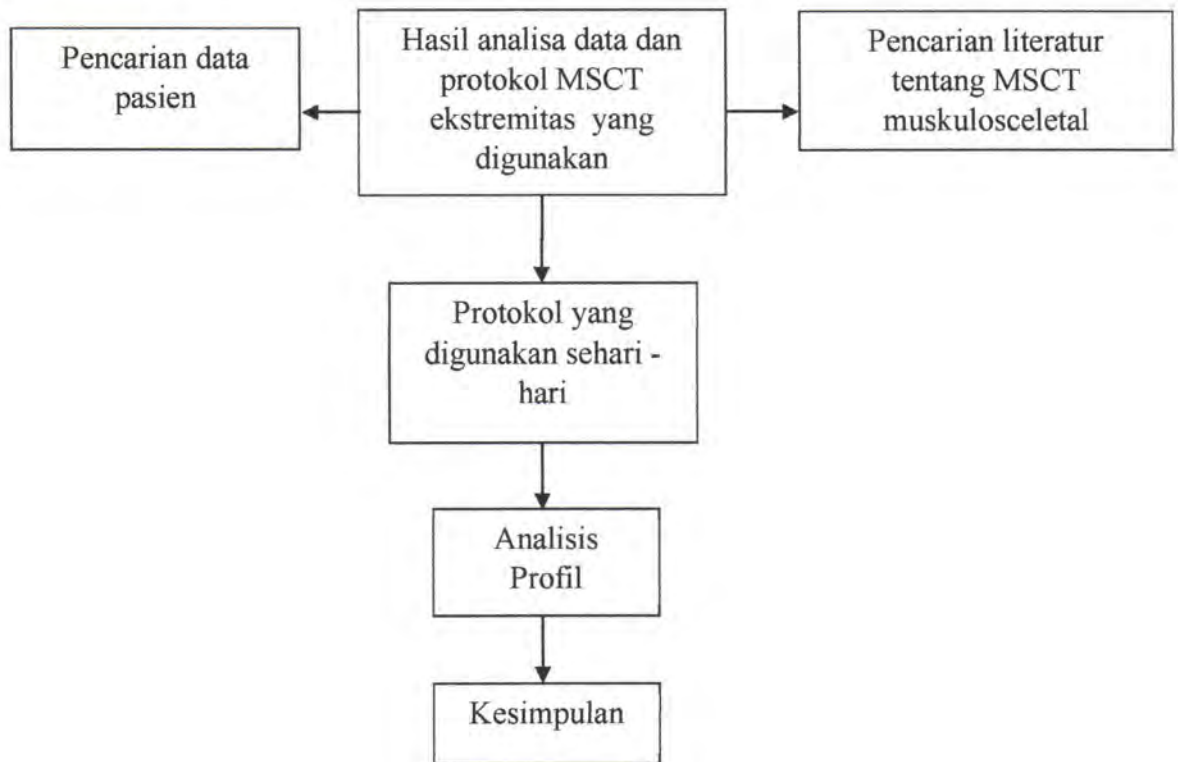 Pencarian data
pasien
Hasil analisa data dan
protokol MSCT
ekstremitas yang
digunakan
Pencarian literatur
tentang MSCT
muskulosceletal
Protokol yang
digunakan sehari -
hari
Analisis
Profil
Kesimpulan